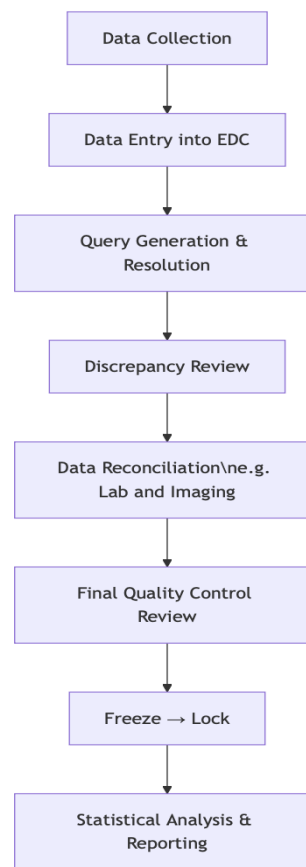 Data Collection
Data Entry into EDC
Query Generation &
Resolution
Discrepancy Review
Data Reconciliation\ne.g.
Lab and Imaging
Final Quality Control
Review
Freeze → Lock
Statistical Analysis &
Reporting